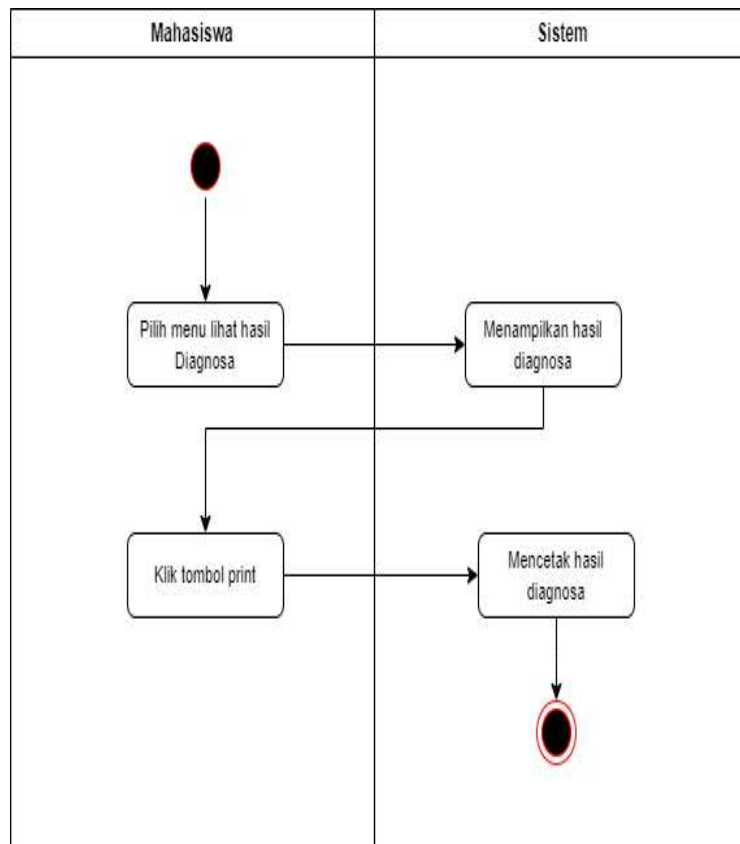 Mahasiswa
Sistem
Pilih menu lihat hasil
Diagnosa
Menampilkan hasil
diagnosa
Klik tombol print
Mencetak hasil
diagnosa